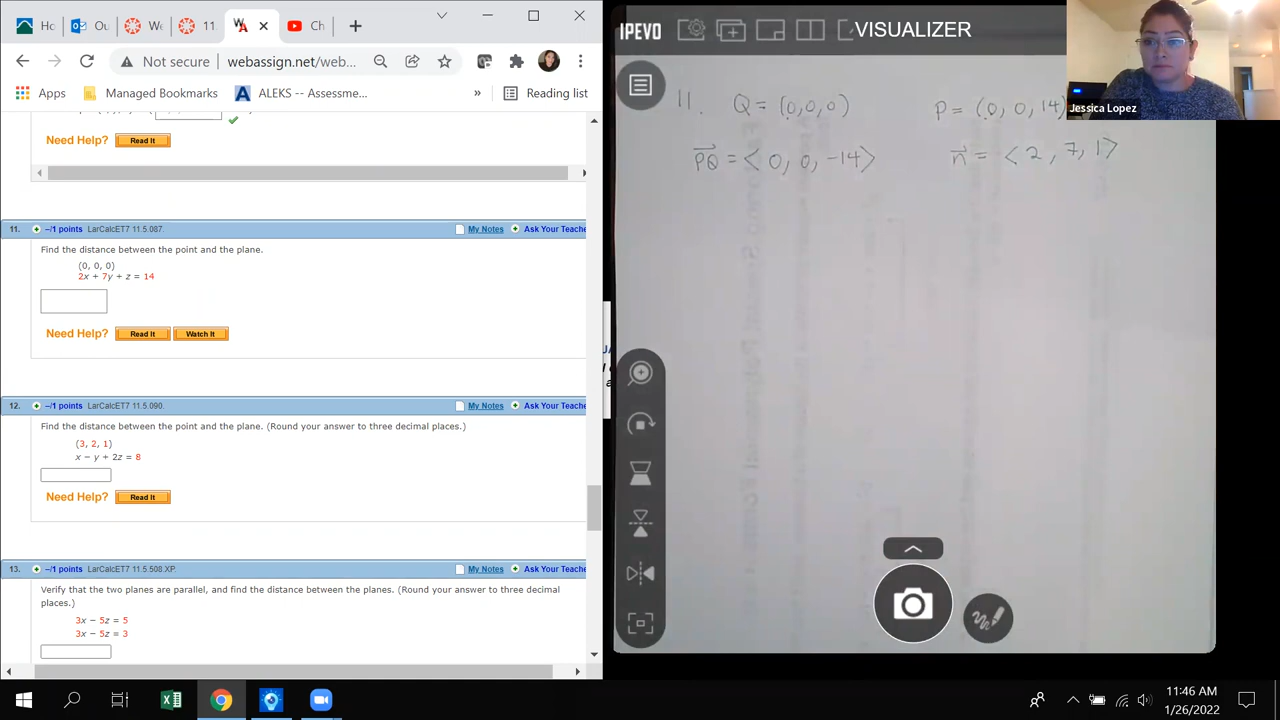 Ho
Ou
We
We
11
Ch
Not secure
webassign.net/web...
Apps
Managed Bookmark
ALEKS -- Assessme...
»
Reading list
Need Help? Read It
11. –/1 points LarCalcET7 11.5.087. My Notes Ask Your Teache
Find the distance between the point and the plane.
(0, 0, 0)
2x + 7y + z = 14
Need Help? Read It Watch It
12. –/1 points LarCalcET7 11.5.090. My Notes Ask Your Teache
Find the distance between the point and the plane. (Round your answer to three decimal places.)
(3, 2, 1)
x − y + 2z = 8
Need Help? Read It
13. –/1 points LarCalcET7 11.5.508.XP. My Notes Ask Your Teache
Verify that the two planes are parallel, and find the distance between the planes. (Round your answer to three decimal
places.)
3x − 5z = 5
3x − 5z = 3
IPEVO
VISUALIZER
11. Q = (0,0,0) P = (0, 0, 14)
PQ = < 0, 0, -14> n = < 2, 7, 1>
Jessica Lopez
11:46 AM
1/26/2022